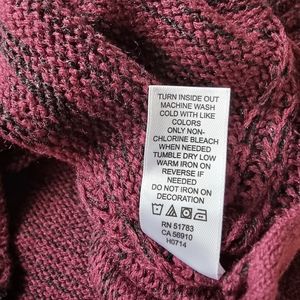 TURN INSIDE OUT
MACHINE WASH
COLD WITH LIKE
COLORS
ONLY NON-
CHLORINE BLEACH
WHEN NEEDED
TUMBLE DRY LOW
WARM IRON ON
REVERSE IF
NEEDED
DO NOT IRON ON
DECORATION
RN 51783
CA 56910
H0714